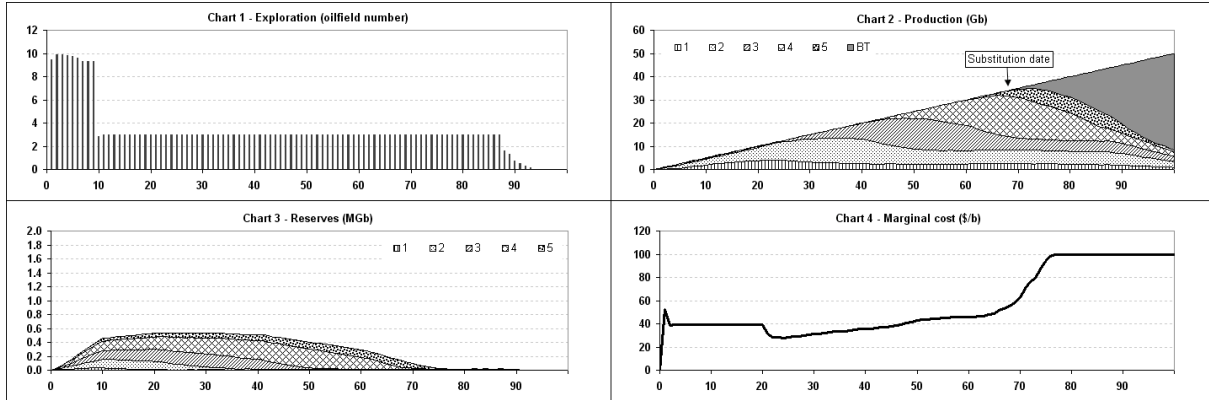 Chart 1 - Exploration (oilfield number)
12
10
8
6
4
2
0
0 10 20 30 40 50 60 70 80 90
Chart 2 - Production (Gb)
60
50
40
30
20
10
0
1 2 3 4 5 BT
Substitution date
0 10 20 30 40 50 60 70 80 90
Chart 3 - Reserves (MGb)
2.0
1.8
1.6
1.4
1.2
1.0
0.8
0.6
0.4
0.2
0.0
1 2 3 4 5
0 10 20 30 40 50 60 70 80 90
Chart 4 - Marginal cost ($/b)
120
100
80
60
40
20
0
0 10 20 30 40 50 60 70 80 90